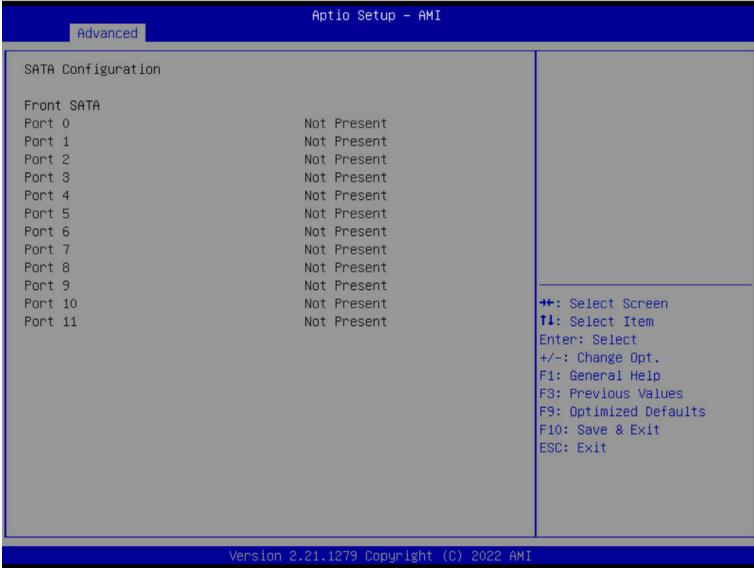 Aptio Setup – AMI
Advanced
SATA Configuration
Front SATA
Port 0 Not Present
Port 1 Not Present
Port 2 Not Present
Port 3 Not Present
Port 4 Not Present
Port 5 Not Present
Port 6 Not Present
Port 7 Not Present
Port 8 Not Present
Port 9 Not Present
Port 10 Not Present
Port 11 Not Present
→←: Select Screen
↑↓: Select Item
Enter: Select
+/-: Change Opt.
F1: General Help
F3: Previous Values
F9: Optimized Defaults
F10: Save & Exit
ESC: Exit
Version 2.21.1279 Copyright (C) 2022 AMI